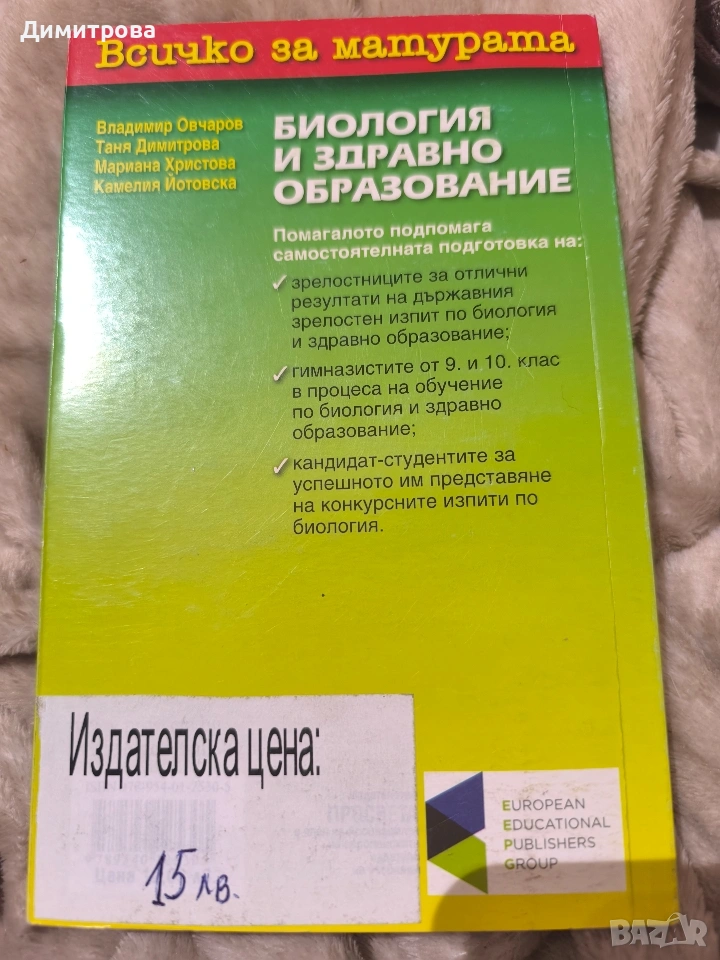 Димитрова
Всичко за матурата
Владимир Овчаров
Таня Димитрова
Мариана Христова
Камелия Йотовска
БИОЛОГИЯ
И ЗДРАВНО
ОБРАЗОВАНИЕ
Помагалото подпомага
самостоятелната подготовка на:
зрелостниците за отлични
резултати на държавния
зрелостен изпит по биология
и здравно образование;
гимназистите от 9. и 10. клас
в процеса на обучение
по биология и здравно
образование;
кандидат-студентите за
успешното им представяне
на конкурсните изпити по
биология.
Издателска цена:
15 лв.
EUROPEAN
EDUCATIONAL
PUBLISHERS
GROUP
BAZAR